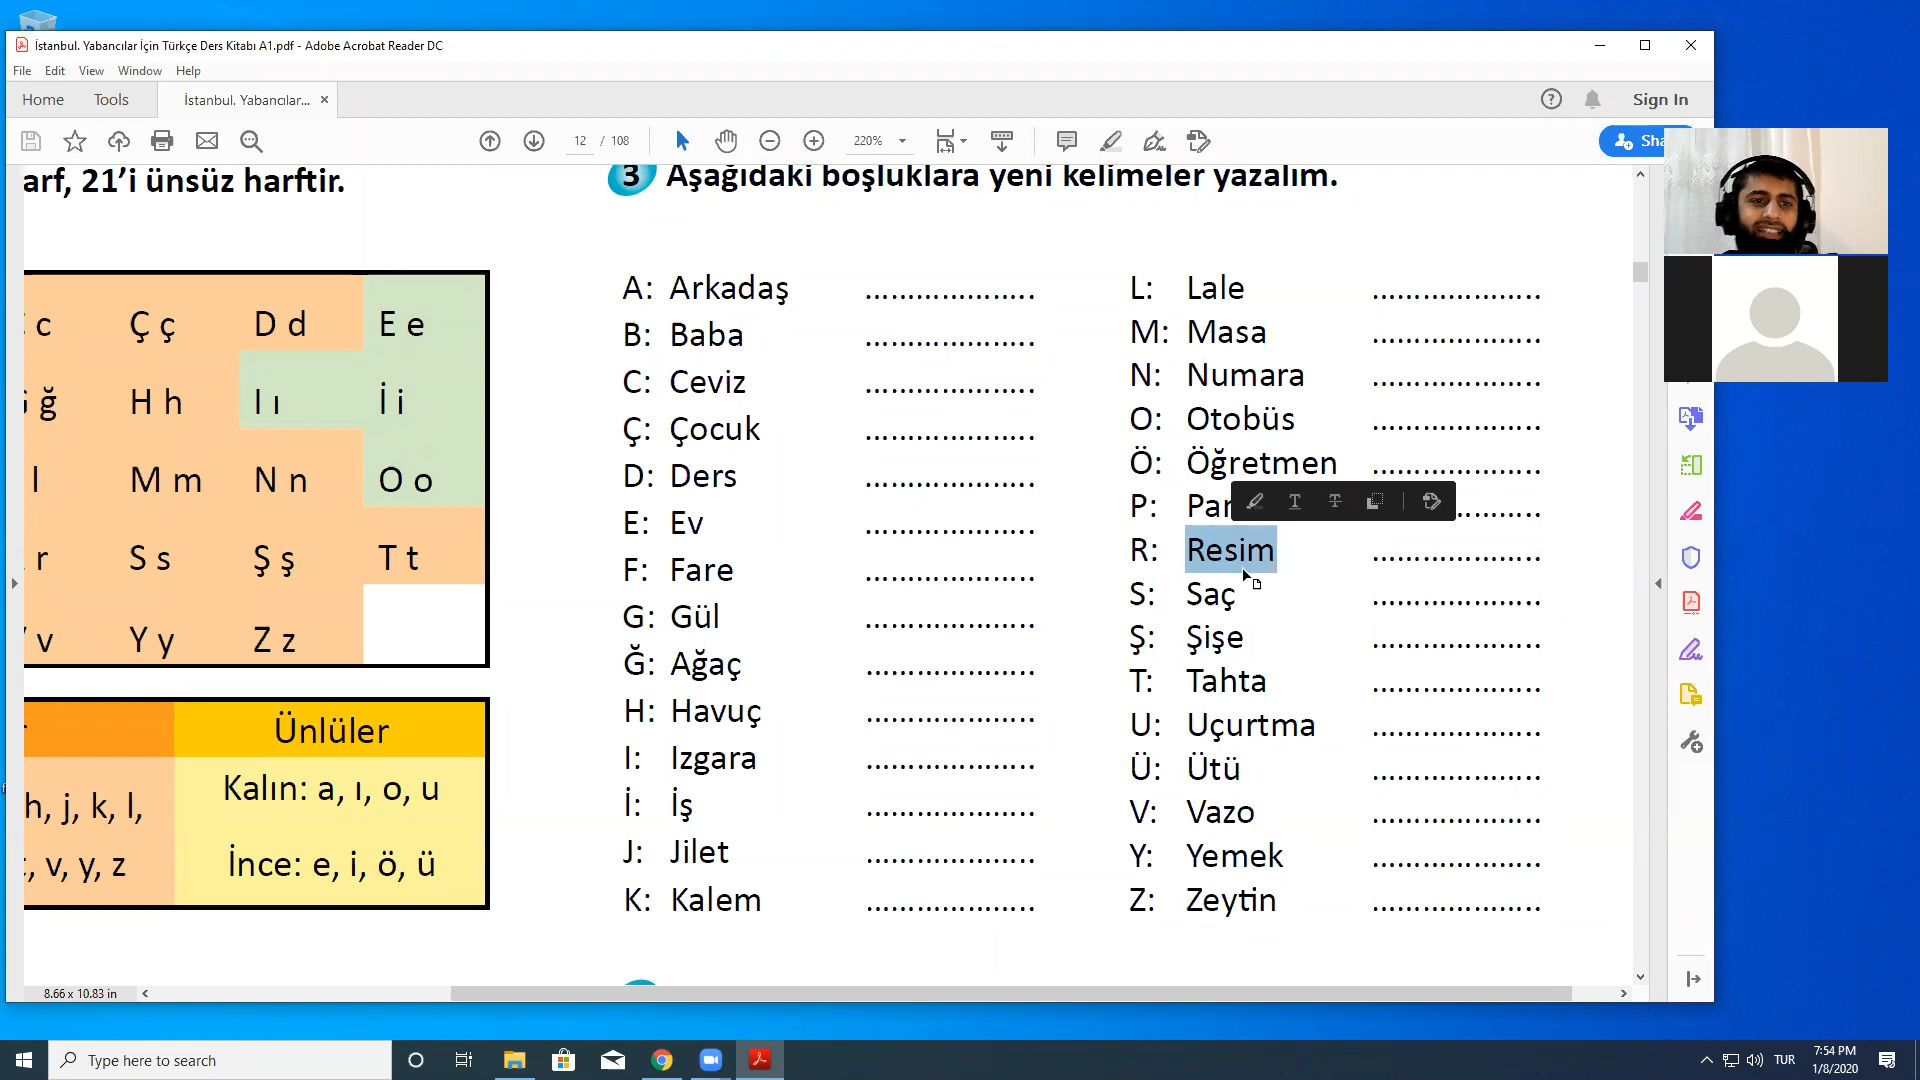 İstanbul. Yabancılar İçin Türkçe Ders Kitabı A1.pdf - Adobe Acrobat Reader DC
File Edit View Window Help
Home Tools İstanbul. Yabancılar... Sign In
12 / 108 220% Sha
arf, 21'i ünsüz harftir.
c Ç ç D d E e
ğ H h I ı İ i
l M m N n O o
r S s Ş ş T t
v Y y Z z
Ünlüler
h, j, k, l, Kalın: a, ı, o, u
, v, y, z İnce: e, i, ö, ü
3 Aşağıdaki boşluklara yeni kelimeler yazalım.
A: Arkadaş ....................
B: Baba ....................
C: Ceviz ....................
Ç: Çocuk ....................
D: Ders ....................
E: Ev ....................
F: Fare ....................
G: Gül ....................
Ğ: Ağaç ....................
H: Havuç ....................
I: Izgara ....................
İ: İş ....................
J: Jilet ....................
K: Kalem ....................
L: Lale ....................
M: Masa ....................
N: Numara ....................
O: Otobüs ....................
Ö: Öğretmen ....................
P: Par ..........
R: Resim ....................
S: Saç ....................
Ş: Şişe ....................
T: Tahta ....................
U: Uçurtma ....................
Ü: Ütü ....................
V: Vazo ....................
Y: Yemek ....................
Z: Zeytin ....................
8.66 x 10.83 in
Type here to search
TUR
7:54 PM
1/8/2020